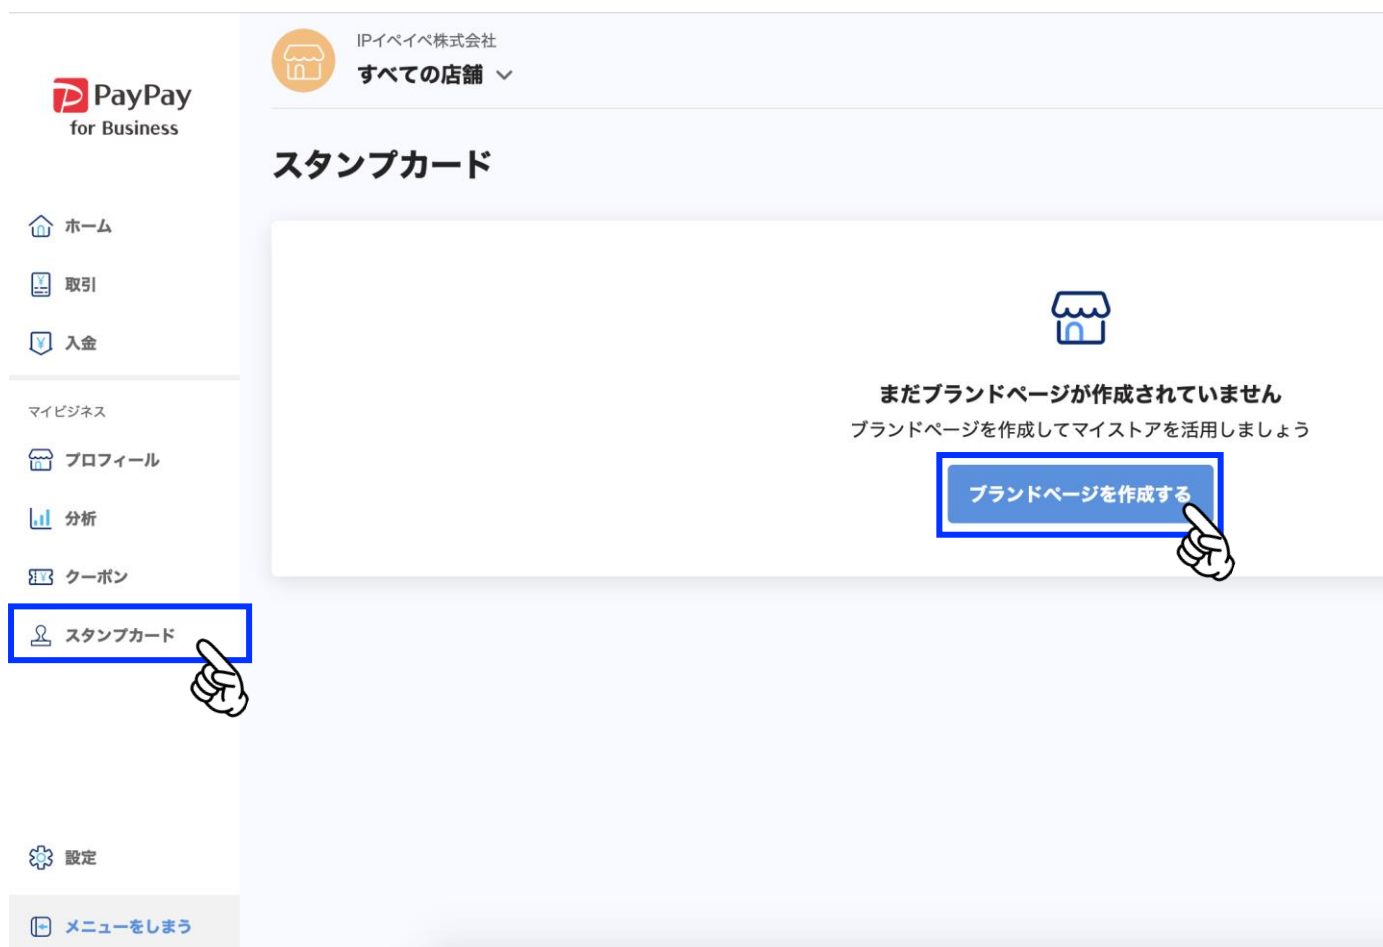 PayPay
for Business
IPイペイペ株式会社
すべての店舗
スタンプカード
ホーム
取引
入金
マイビジネス
プロフィール
分析
クーポン
スタンプカード
まだブランドページが作成されていません
ブランドページを作成してマイストアを活用しましょう
ブランドページを作成する
設定
メニューをしまう